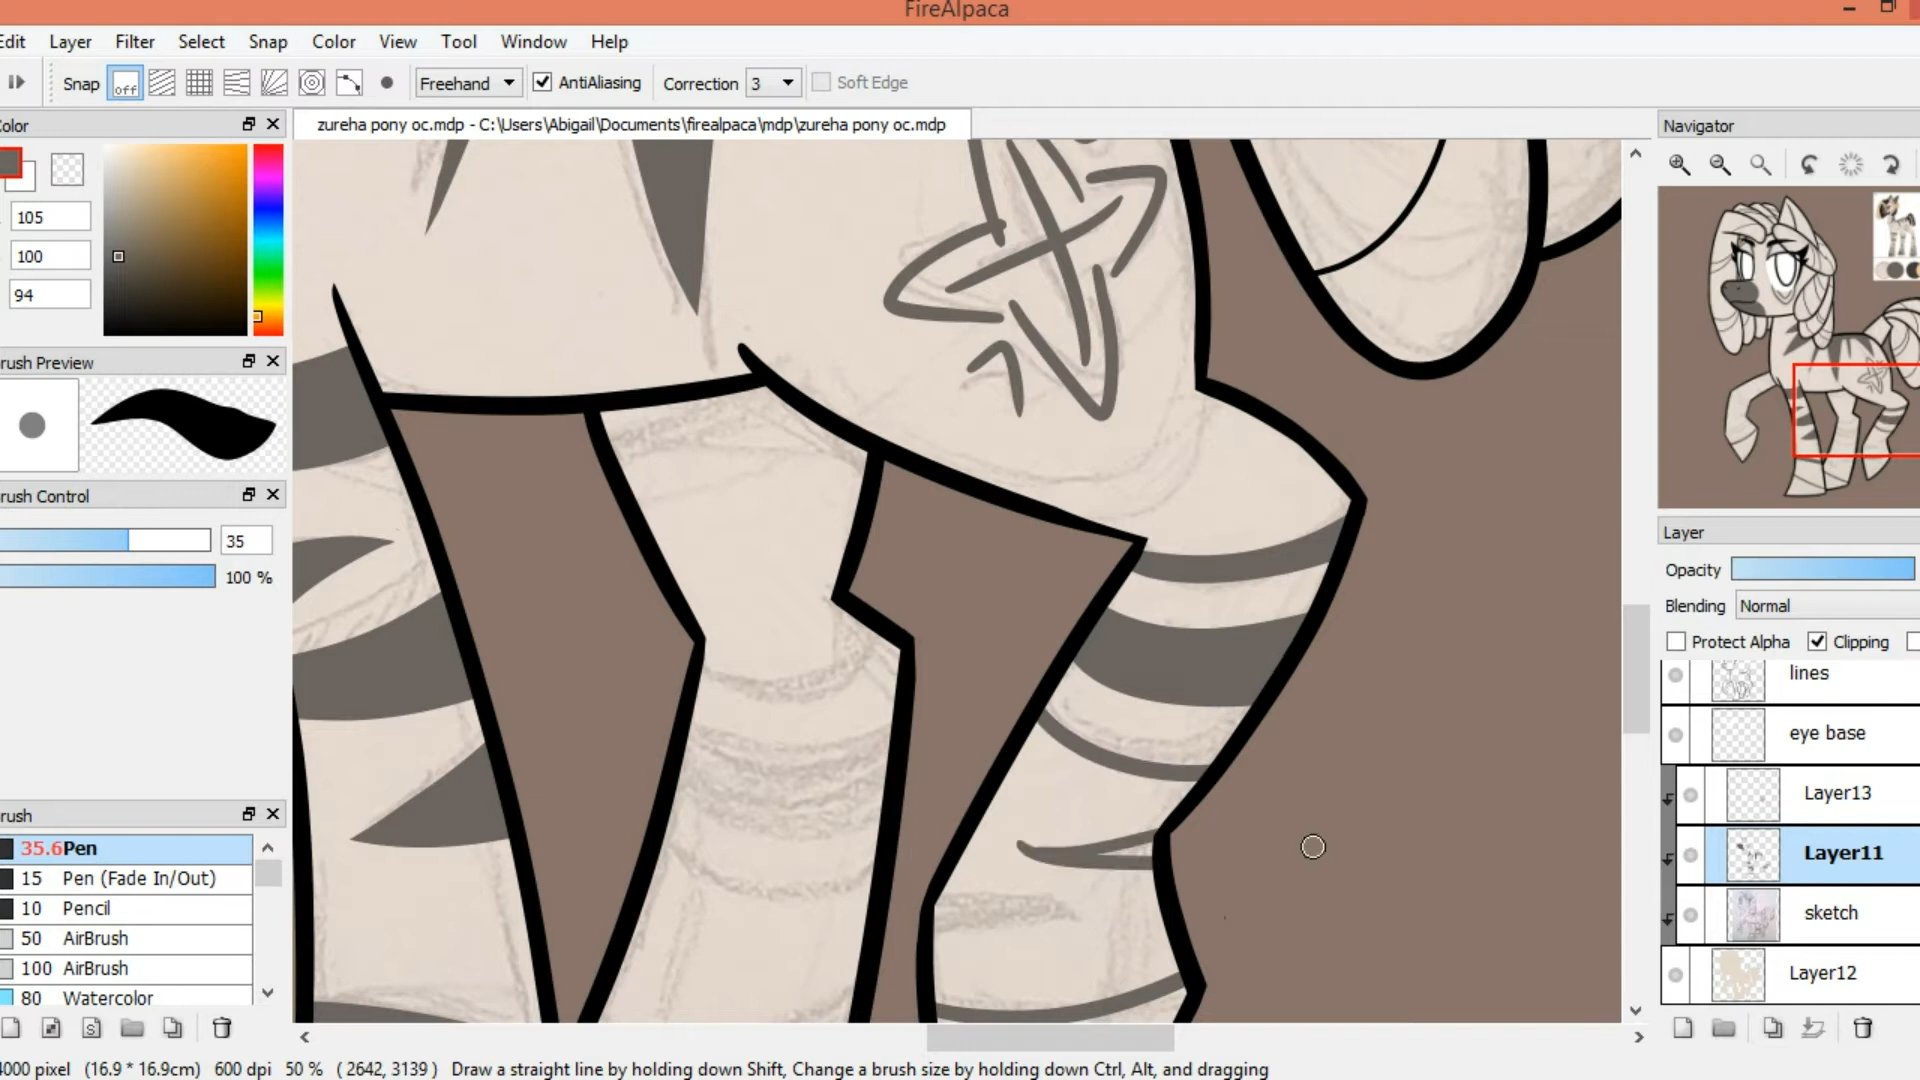 FireAlpaca
Edit Layer Filter Select Snap Color View Tool Window Help
Snap off Freehand AntiAliasing Correction 3 Soft Edge
olor
zureha pony oc.mdp - C:\Users\Abigail\Documents\firealpaca\mdp\zureha pony oc.mdp
Navigator
105
100
94
rush Preview
rush Control
35
100 %
Layer
Opacity
Blending Normal
Protect Alpha Clipping
lines
eye base
Layer13
Layer11
sketch
Layer12
rush
35.6 Pen
15 Pen (Fade In/Out)
10 Pencil
50 AirBrush
100 AirBrush
80 Watercolor
4000 pixel (16.9 * 16.9cm) 600 dpi 50 % ( 2642, 3139 ) Draw a straight line by holding down Shift, Change a brush size by holding down Ctrl, Alt, and dragging